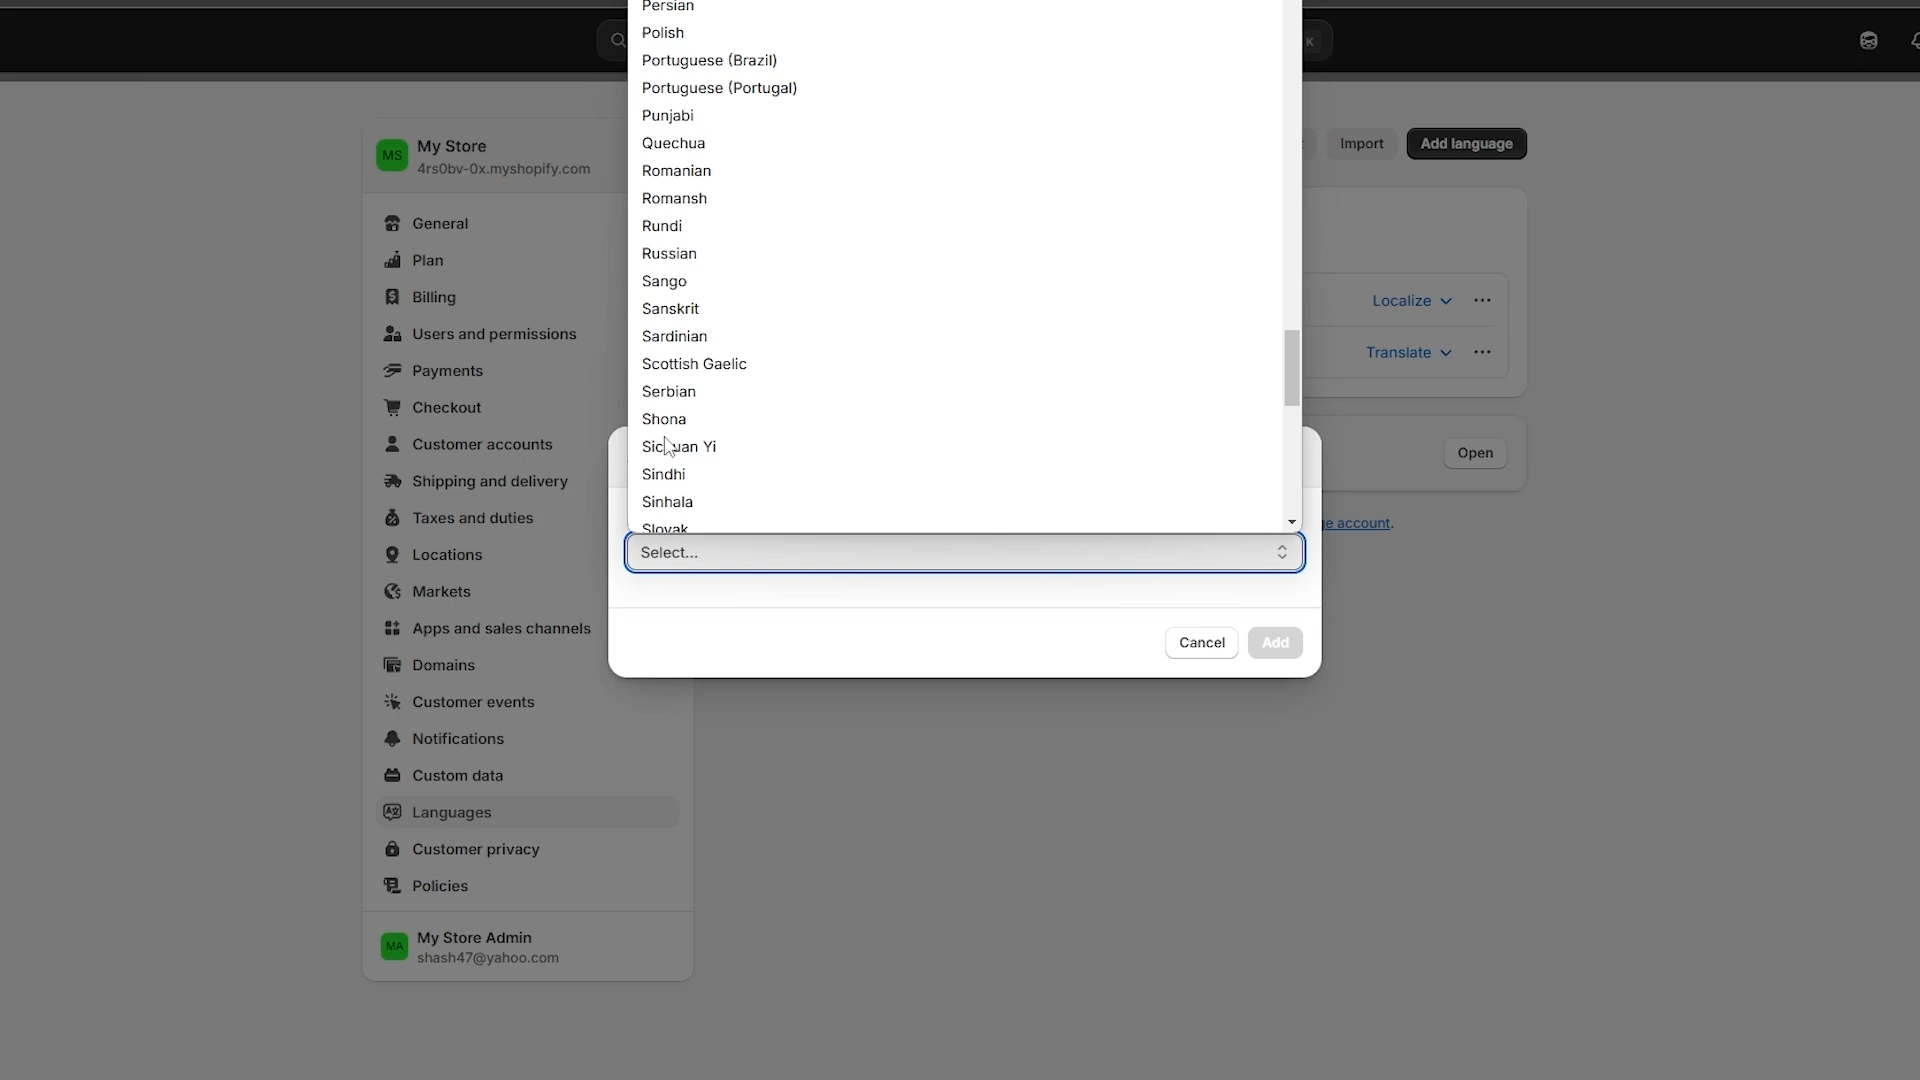 K
My Store
4rs0bv-0x.myshopify.com
General
Plan
Billing
Users and permissions
Payments
Checkout
Customer accounts
Shipping and delivery
Taxes and duties
Locations
Markets
Apps and sales channels
Domains
Customer events
Notifications
Custom data
Languages
Customer privacy
Policies
My Store Admin
shash47@yahoo.com
MS
MA
Persian
Polish
Portuguese (Brazil)
Portuguese (Portugal)
Punjabi
Quechua
Romanian
Romansh
Rundi
Russian
Sango
Sanskrit
Sardinian
Scottish Gaelic
Serbian
Shona
Sichuan Yi
Sindhi
Sinhala
Slovak
Select...
Cancel
Add
Import
Add language
Localize
Translate
Open
account.